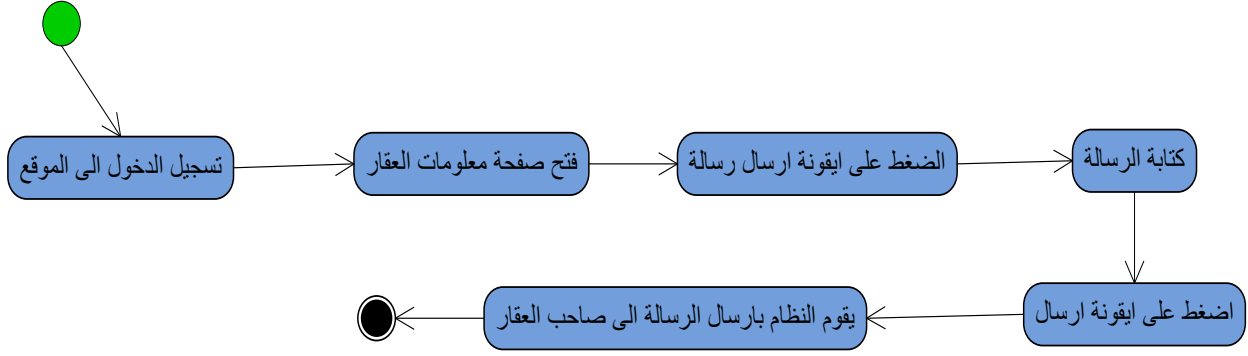 تسجيل الدخول الى الموقع
فتح صفحة معلومات العقار
الضغط على ايقونة ارسال رسالة
كتابة الرسالة
اضغط على ايقونة ارسال
يقوم النظام بارسال الرسالة الى صاحب العقار